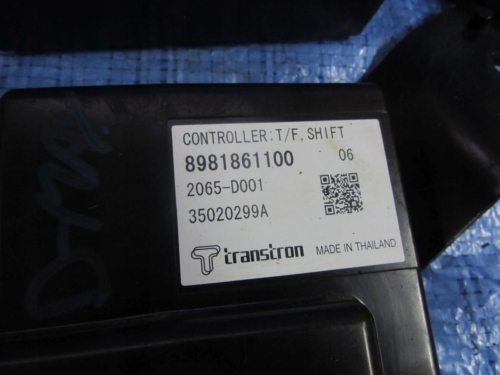 CONTROLLER:T/F,SHIFT
8981861100 06
2065-D001
35020299A
transtron MADE IN THAILAND